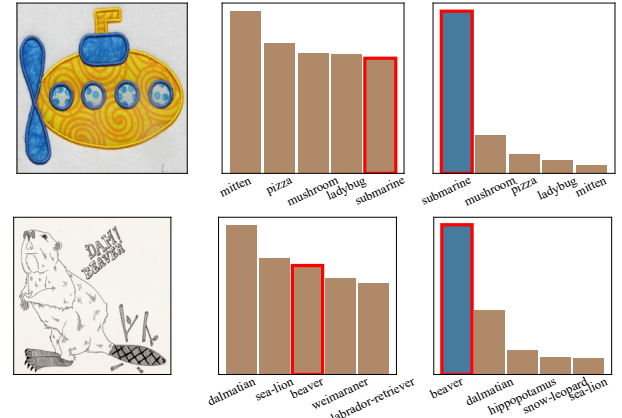 mitten
pizza
mushroom
ladybug
submarine
submarine
mushroom
pizza
ladybug
mitten
DAM!
BEAVER
dalmatian
sea-lion
beaver
weimaraner
labrador-retriever
beaver
dalmatian
hippopotamus
snow-leopard
sea-lion